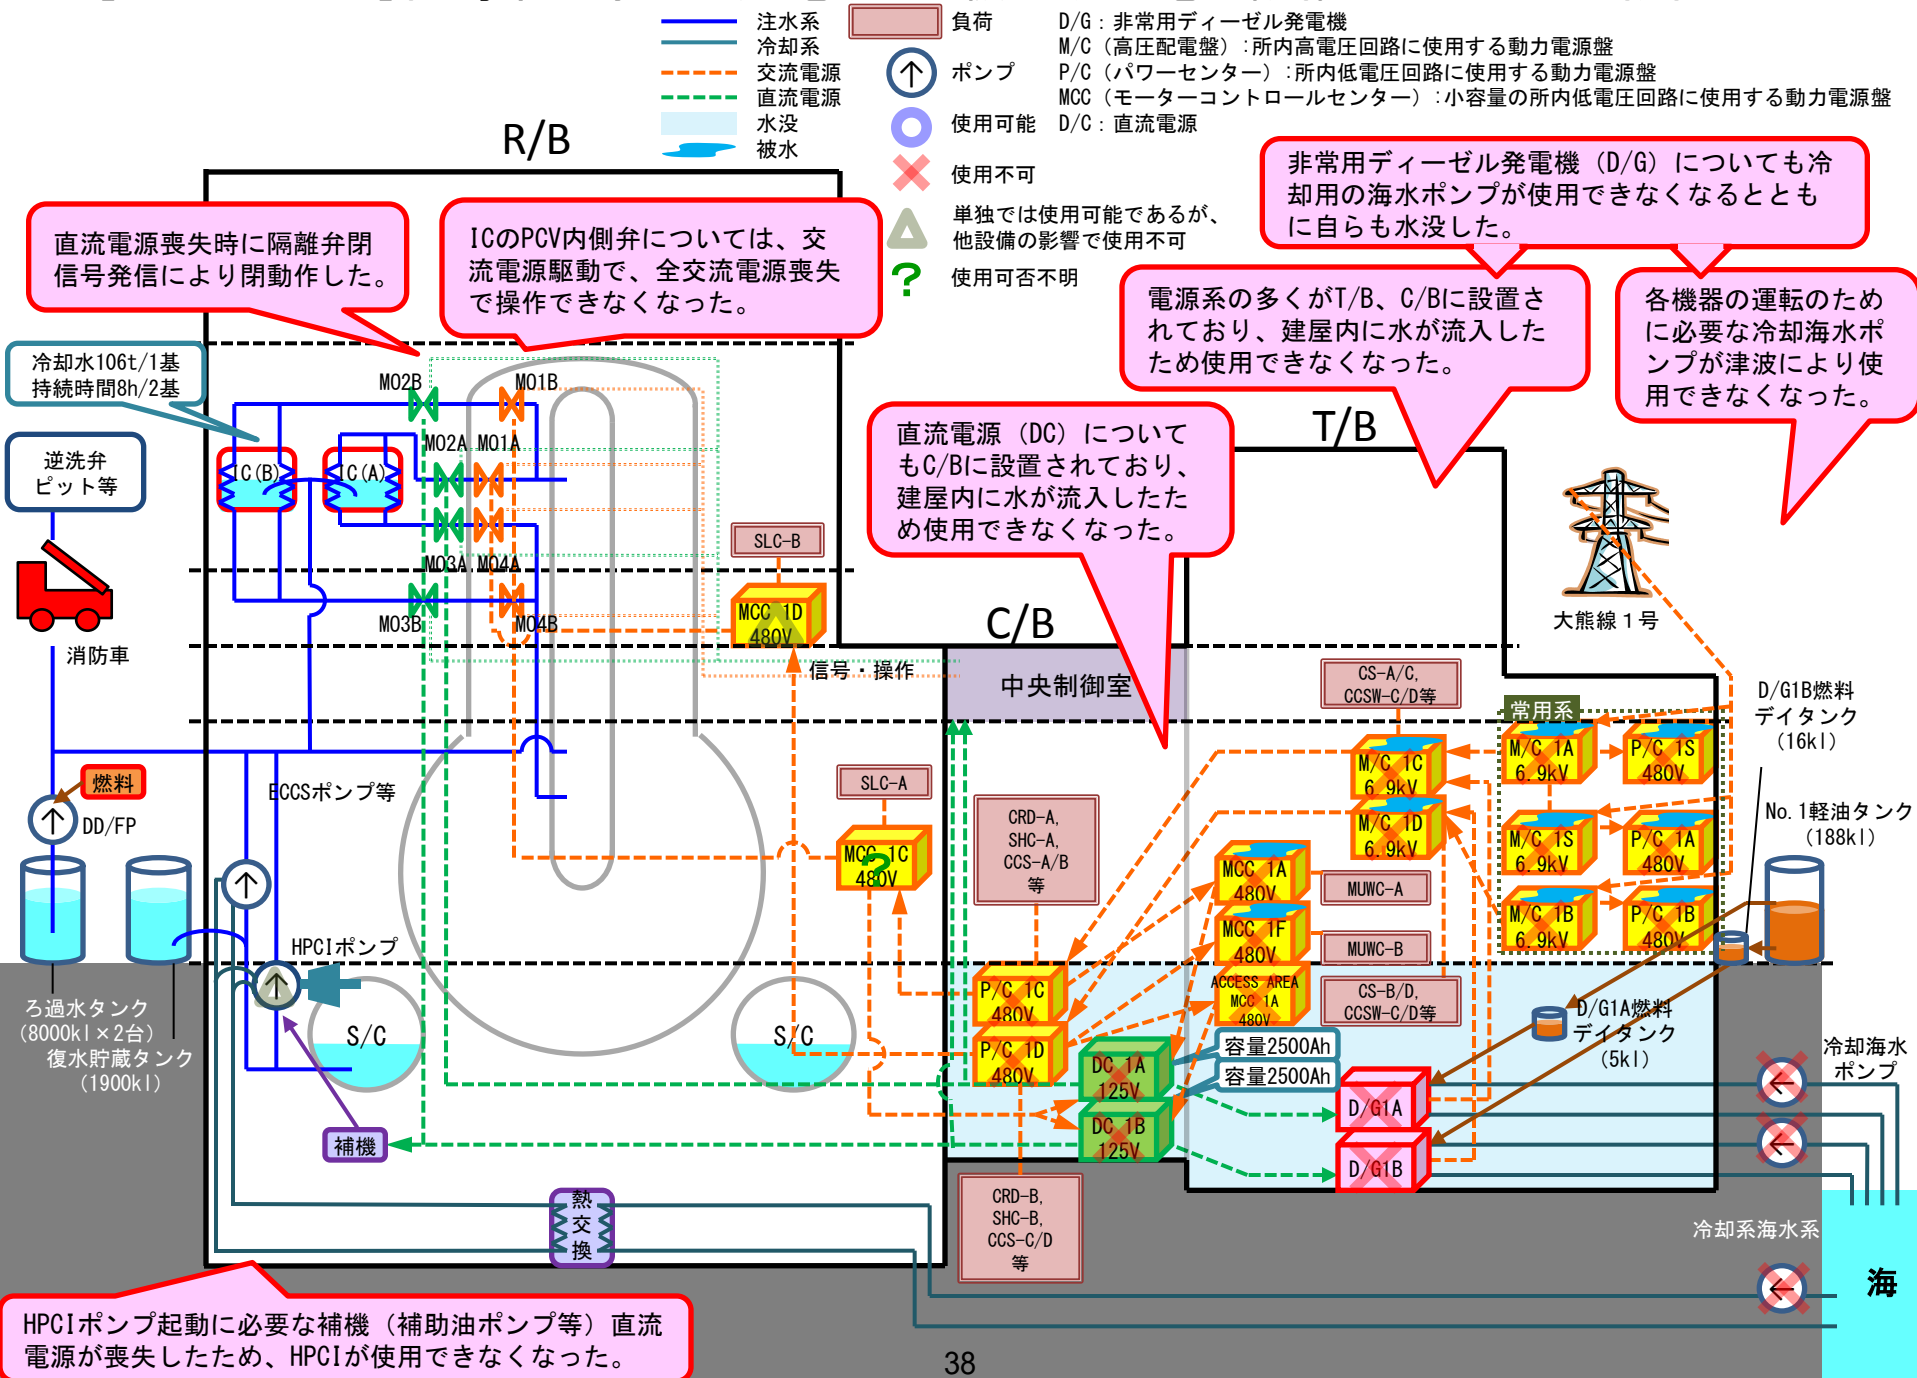 注水系
冷却系
交流電源
直流電源
水没
被水
負荷
ポンプ
使用可能
使用不可
単独では使用可能であるが、
他設備の影響で使用不可
使用可否不明
D/G：非常用ディーゼル発電機
M/C（高圧配電盤）：所内高電圧回路に使用する動力電源盤
P/C（パワーセンター）：所内低電圧回路に使用する動力電源盤
MCC（モーターコントロールセンター）：小容量の所内低電圧回路に使用する動力電源盤
D/C：直流電源
R/B
直流電源喪失時に隔離弁閉
信号発信により閉動作した。
ICのPCV内側弁については、交
流電源駆動で、全交流電源喪失
で操作できなくなった。
非常用ディーゼル発電機（D/G）についても冷
却用の海水ポンプが使用できなくなるととも
に自らも水没した。
電源系の多くがT/B、C/Bに設置さ
れており、建屋内に水が流入した
ため使用できなくなった。
各機器の運転のため
に必要な冷却海水ポ
ンプが津波により使
用できなくなった。
直流電源（DC）について
もC/Bに設置されており、
建屋内に水が流入したた
め使用できなくなった。
T/B
冷却水106t/1基
持続時間8h/2基
逆洗弁
ピット等
消防車
MO2B
MO1B
MO2A
MO1A
IC(B)
IC(A)
MO3A
MO4A
MO3B
MO4B
SLC-B
MCC 1D
480V
信号・操作
C/B
中央制御室
大熊線１号
CS-A/C,
CCSW-C/D等
常用系
M/C 1A
6.9kV
P/C 1S
480V
M/C 1C
6.9kV
M/C 1D
6.9kV
M/C 1S
6.9kV
P/C 1A
480V
M/C 1B
6.9kV
P/C 1B
480V
D/G1B燃料
デイタンク
(16kl)
No.1軽油タンク
(188kl)
燃料
DD/FP
ECCSポンプ等
SLC-A
MCC 1C
480V
CRD-A,
SHC-A,
CCS-A/B
等
MCC 1A
480V
MUWC-A
MCC 1F
480V
MUWC-B
ACCESS AREA
MCC 1A
480V
CS-B/D,
CCSW-C/D等
HPCIポンプ
ろ過水タンク
(8000kl×2台)
復水貯蔵タンク
(1900kl)
S/C
S/C
P/C 1C
480V
P/C 1D
480V
DC 1A
125V
DC 1B
125V
容量2500Ah
容量2500Ah
D/G1A
D/G1B
D/G1A燃料
デイタンク
(5kl)
冷却海水
ポンプ
補機
熱
交
換
CRD-B,
SHC-B,
CCS-C/D
等
冷却系海水系
海
HPCIポンプ起動に必要な補機（補助油ポンプ等）直流
電源が喪失したため、HPCIが使用できなくなった。
38